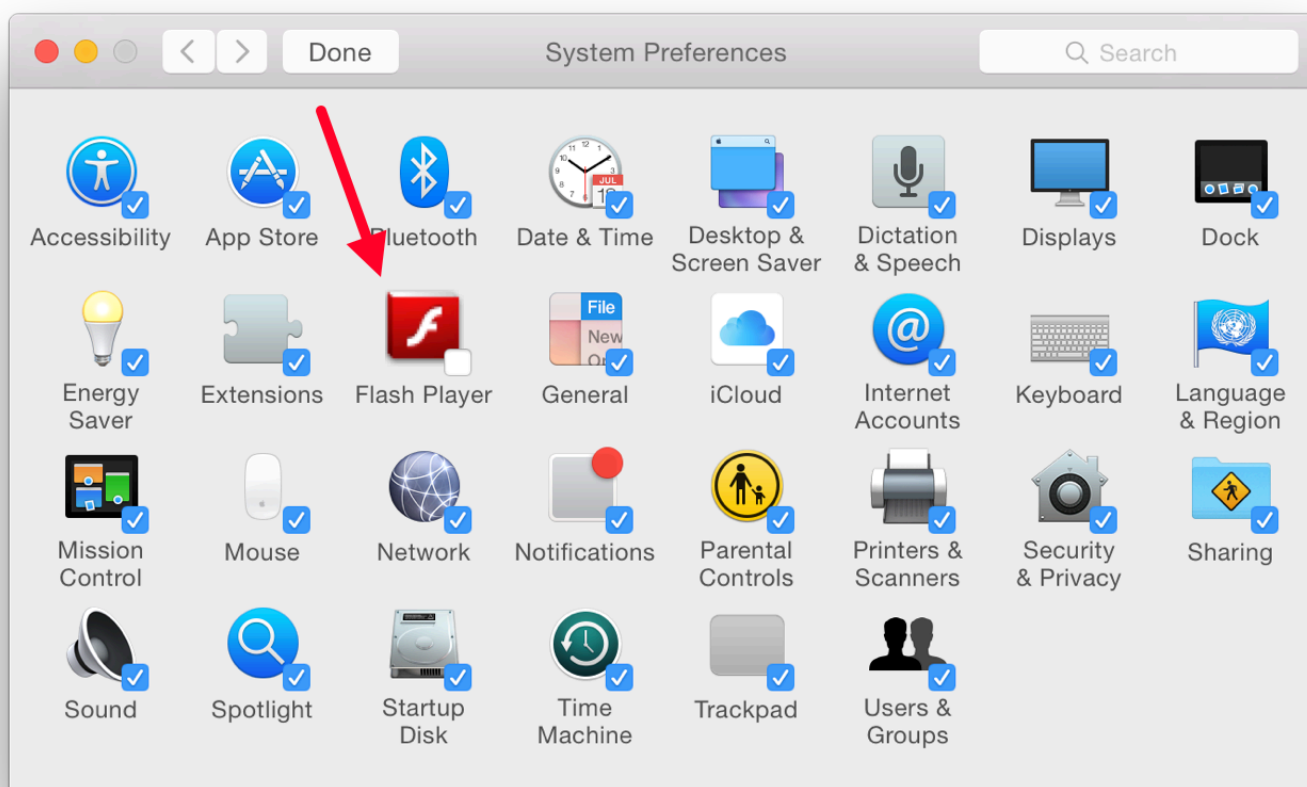 Done
System Preferences
Search
Accessibility
App Store
Bluetooth
Date & Time
Desktop &
Screen Saver
Dictation
& Speech
Displays
Dock
Energy
Saver
Extensions
Flash Player
File
New
General
iCloud
Internet
Accounts
Keyboard
Language
& Region
Mission
Control
Mouse
Network
Notifications
Parental
Controls
Printers &
Scanners
Security
& Privacy
Sharing
Sound
Spotlight
Startup
Disk
Time
Machine
Trackpad
Users &
Groups